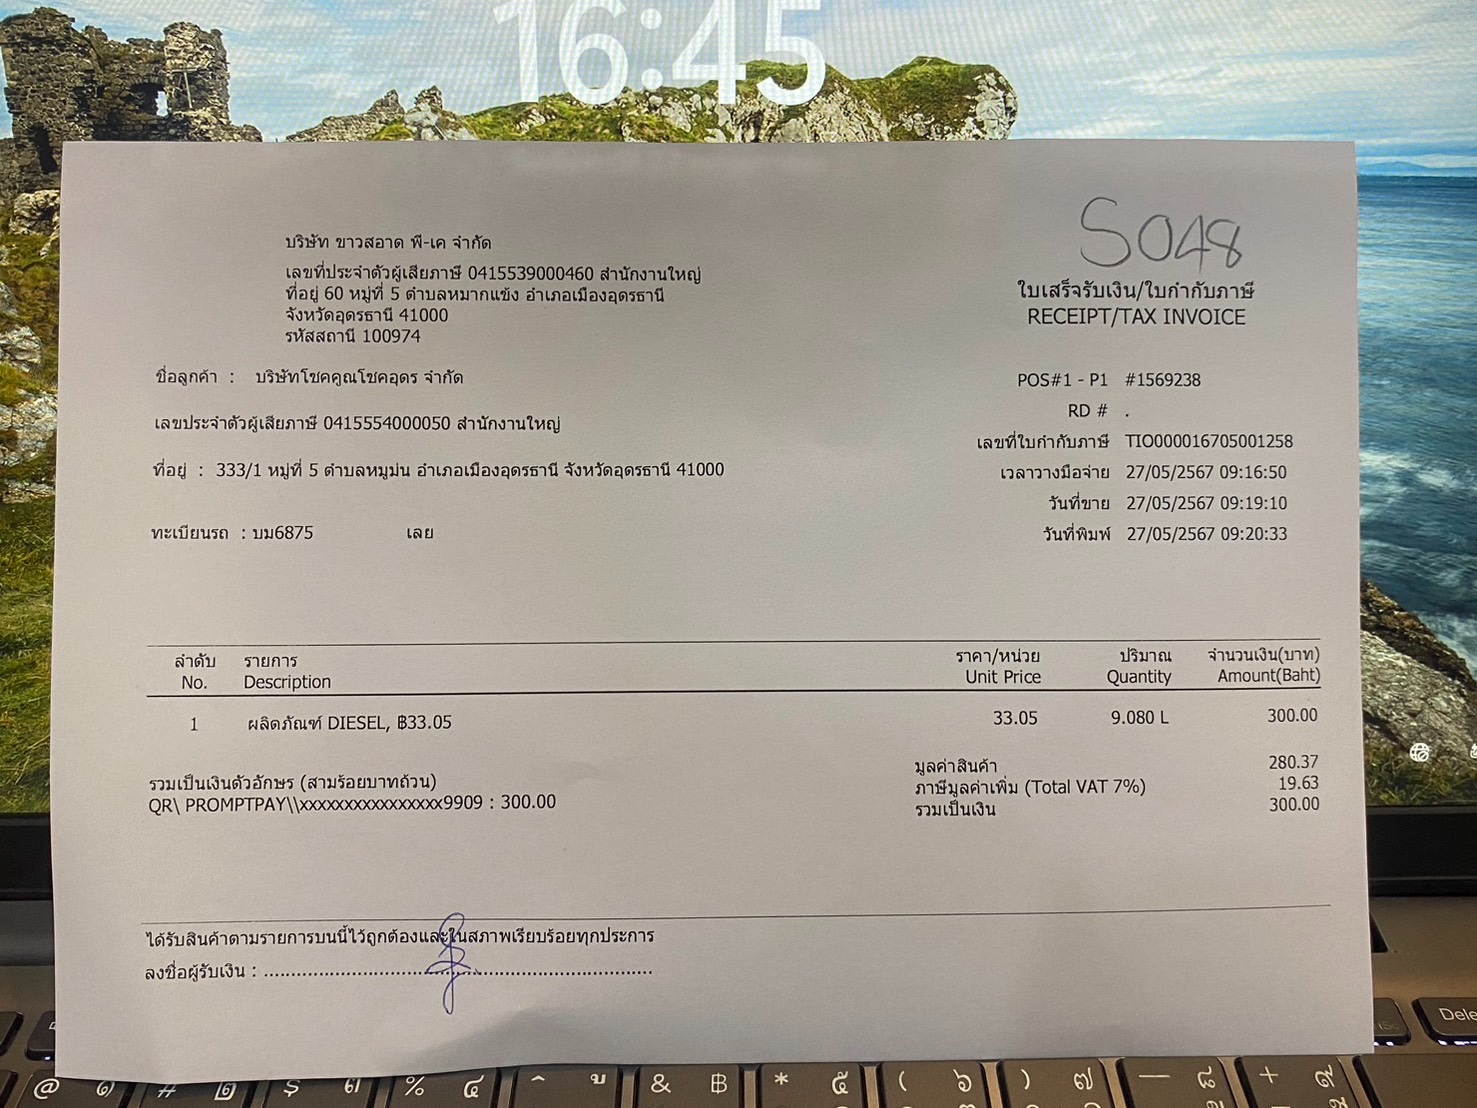 16:45
S048
บริษัท ขาวสอาด พี-เค จำกัด
เลขที่ประจำตัวผู้เสียภาษี 0415539000460 สำนักงานใหญ่
ที่อยู่ 60 หมู่ที่ 5 ตำบลหมากแข้ง อำเภอเมืองอุดรธานี
จังหวัดอุดรธานี 41000
รหัสสถานี 100974
ใบเสร็จรับเงิน/ใบกำกับภาษี
RECEIPT/TAX INVOICE
ชื่อลูกค้า : บริษัทโชคคูณโชคอุดร จำกัด
เลขประจำตัวผู้เสียภาษี 0415554000050 สำนักงานใหญ่
ที่อยู่ : 333/1 หมู่ที่ 5 ตำบลหมูม่น อำเภอเมืองอุดรธานี จังหวัดอุดรธานี 41000
ทะเบียนรถ : บม6875 เลย
POS#1 - P1 #1569238
RD # .
เลขที่ใบกำกับภาษี TIO000016705001258
เวลาวางมือจ่าย 27/05/2567 09:16:50
วันที่ขาย 27/05/2567 09:19:10
วันที่พิมพ์ 27/05/2567 09:20:33
ลำดับ รายการ ราคา/หน่วย ปริมาณ จำนวนเงิน(บาท)
No. Description Unit Price Quantity Amount(Baht)
1 ผลิตภัณฑ์ DIESEL, ฿33.05 33.05 9.080 L 300.00
รวมเป็นเงินตัวอักษร (สามร้อยบาทถ้วน)
QR\ PROMPTPAY\\xxxxxxxxxxxxxxxx9909 : 300.00
มูลค่าสินค้า 280.37
ภาษีมูลค่าเพิ่ม (Total VAT 7%) 19.63
รวมเป็นเงิน 300.00
ได้รับสินค้าตามรายการบนนี้ไว้ถูกต้องและในสภาพเรียบร้อยทุกประการ
ลงชื่อผู้รับเงิน : ........................................................................
Dele
@ ๑ # ๒ $ ๓ % ๔ ^ ู & ฿ * ๕ ( ๖ ) ๗ — ๘ + ๙